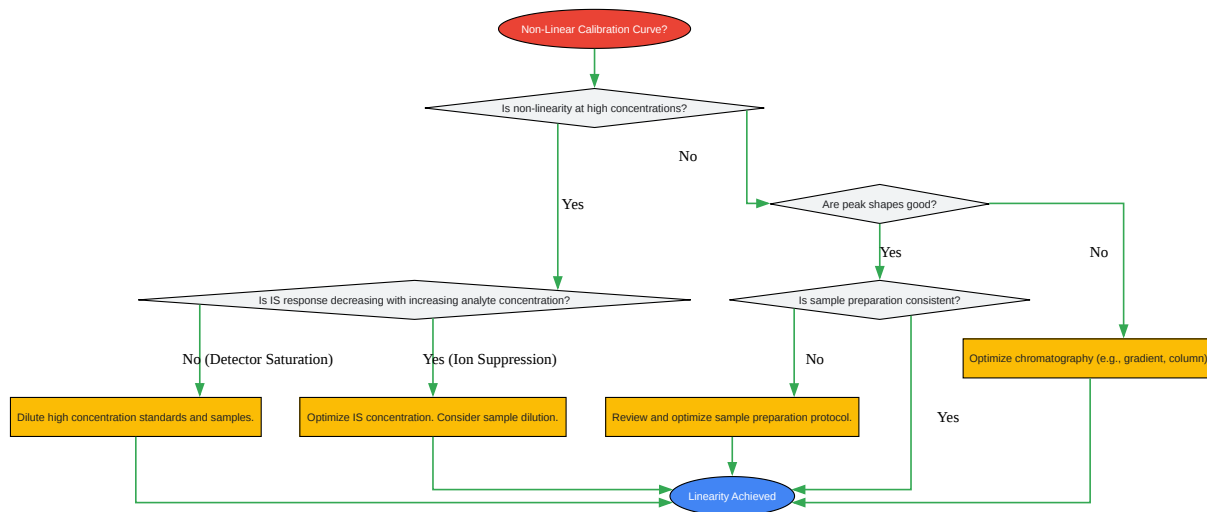 Non-Linear Calibration Curve?
Is non-linearity at high concentrations?
No
Yes
Are peak shapes good?
Yes
No
Is IS response decreasing with increasing analyte concentration?
Is sample preparation consistent?
No (Detector Saturation)
Yes (Ion Suppression)
No
Optimize chromatography (e.g., gradient, column)
Dilute high concentration standards and samples.
Optimize IS concentration. Consider sample dilution.
Review and optimize sample preparation protocol.
Yes
Linearity Achieved